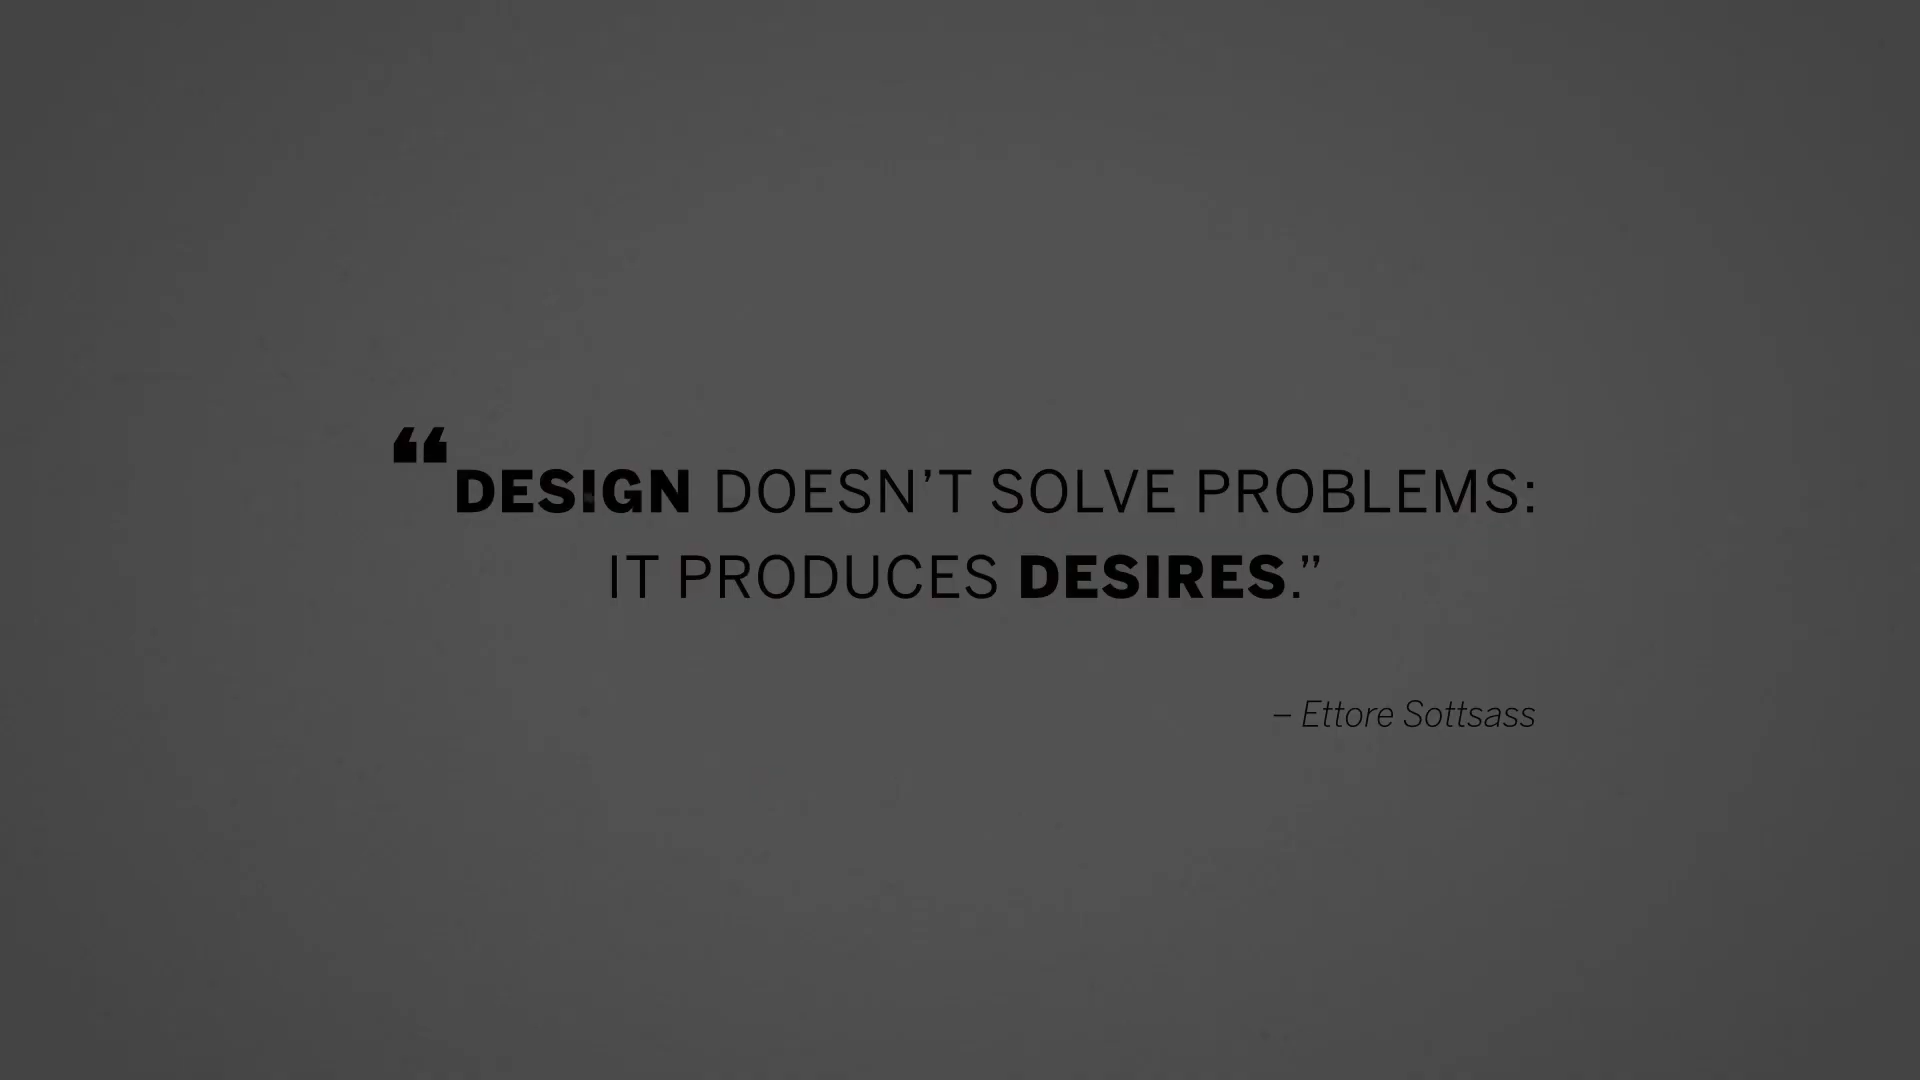 “DESIGN DOESN’T SOLVE PROBLEMS:
IT PRODUCES DESIRES.”
– Ettore Sottsass